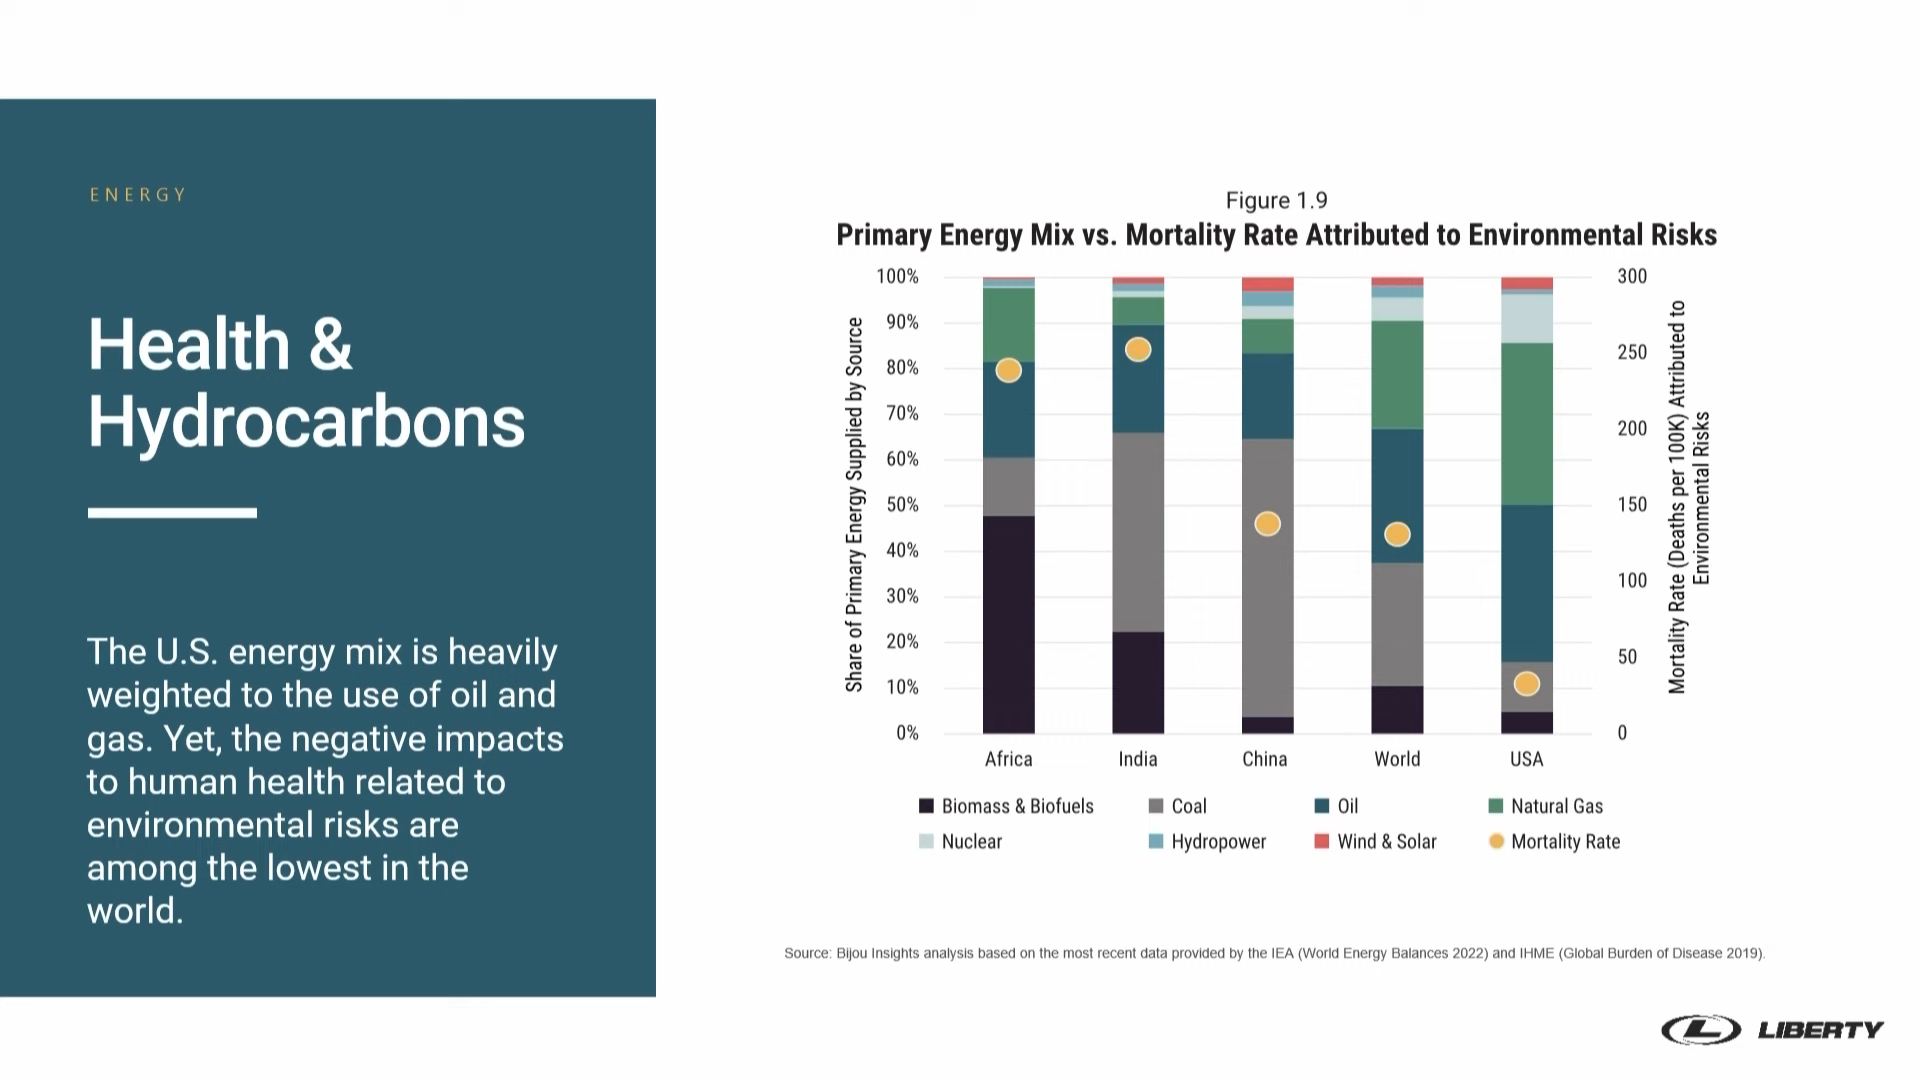 ENERGY
Health &
Hydrocarbons
The U.S. energy mix is heavily
weighted to the use of oil and
gas. Yet, the negative impacts
to human health related to
environmental risks are
among the lowest in the
world.
Figure 1.9
Primary Energy Mix vs. Mortality Rate Attributed to Environmental Risks
Share of Primary Energy Supplied by Source
100%
90%
80%
70%
60%
50%
40%
30%
20%
10%
0%
300
250
200
150
100
50
0
Mortality Rate (Deaths per 100K) Attributed to
Environmental Risks
Africa India China World USA
Biomass & Biofuels Coal Oil Natural Gas
Nuclear Hydropower Wind & Solar Mortality Rate
Source: Bijou Insights analysis based on the most recent data provided by the IEA (World Energy Balances 2022) and IHME (Global Burden of Disease 2019).
L LIBERTY